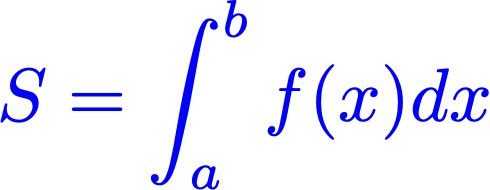 S = ∫_a^b f(x)dx